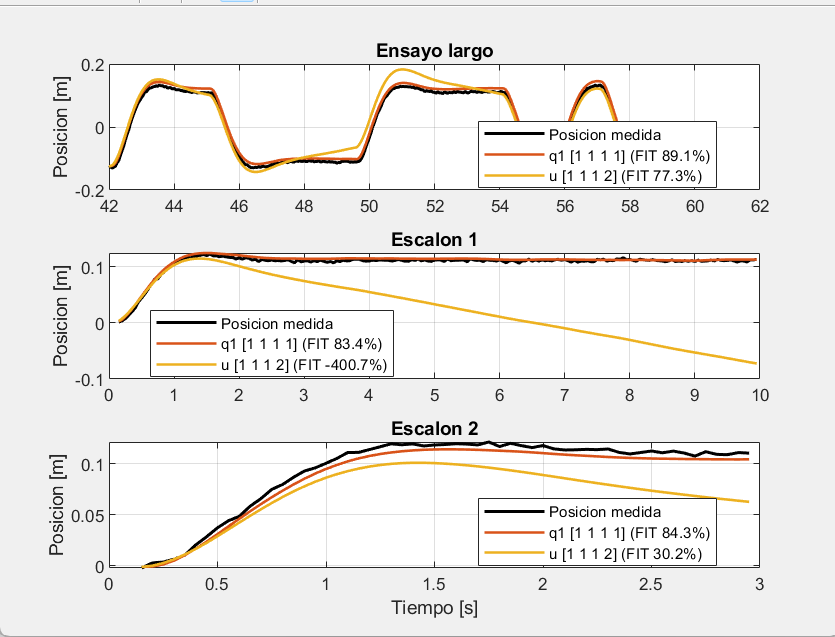 Ensayo largo
Posicion [m]
0.2
0
-0.2
Posicion medida
q1 [1 1 1 1] (FIT 89.1%)
u [1 1 1 2] (FIT 77.3%)
42 44 46 48 50 52 54 56 58 60 62
Escalon 1
Posicion [m]
0.1
0
-0.1
Posicion medida
q1 [1 1 1 1] (FIT 83.4%)
u [1 1 1 2] (FIT -400.7%)
0 1 2 3 4 5 6 7 8 9 10
Escalon 2
Posicion [m]
0.1
0.05
0
Posicion medida
q1 [1 1 1 1] (FIT 84.3%)
u [1 1 1 2] (FIT 30.2%)
0 0.5 1 1.5 2 2.5 3
Tiempo [s]